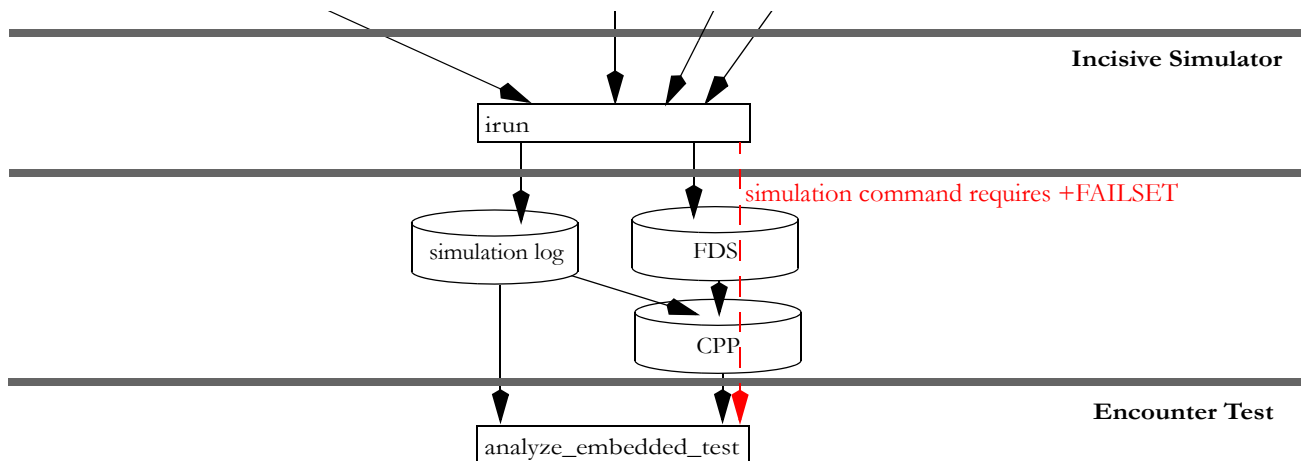 Incisive Simulator
irun
simulation command requires +FAILSET
simulation log
FDS
CPP
Encounter Test
analyze_embedded_test